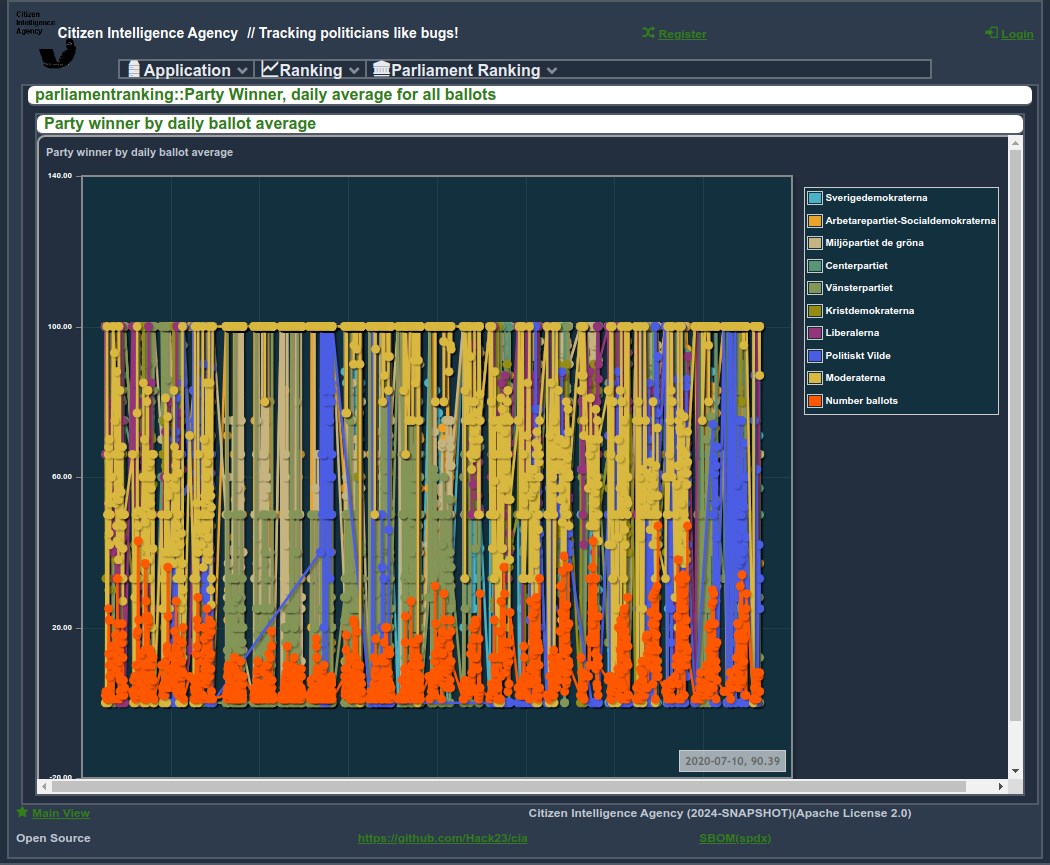 Citizen
Intelligence
Agency
Citizen Intelligence Agency // Tracking politicians like bugs!
Register
Login
Application
Ranking
Parliament Ranking
parliamentranking::Party Winner, daily average for all ballots
Party winner by daily ballot average
Party winner by daily ballot average
140.00
100.00
60.00
20.00
-20.00
Sverigedemokraterna
Arbetarepartiet-Socialdemokraterna
Miljöpartiet de gröna
Centerpartiet
Vänsterpartiet
Kristdemokraterna
Liberalerna
Politiskt Vilde
Moderaterna
Number ballots
2020-07-10, 90.39
Main View
Citizen Intelligence Agency (2024-SNAPSHOT)(Apache License 2.0)
Open Source
https://github.com/Hack23/cia
SBOM(spdx)